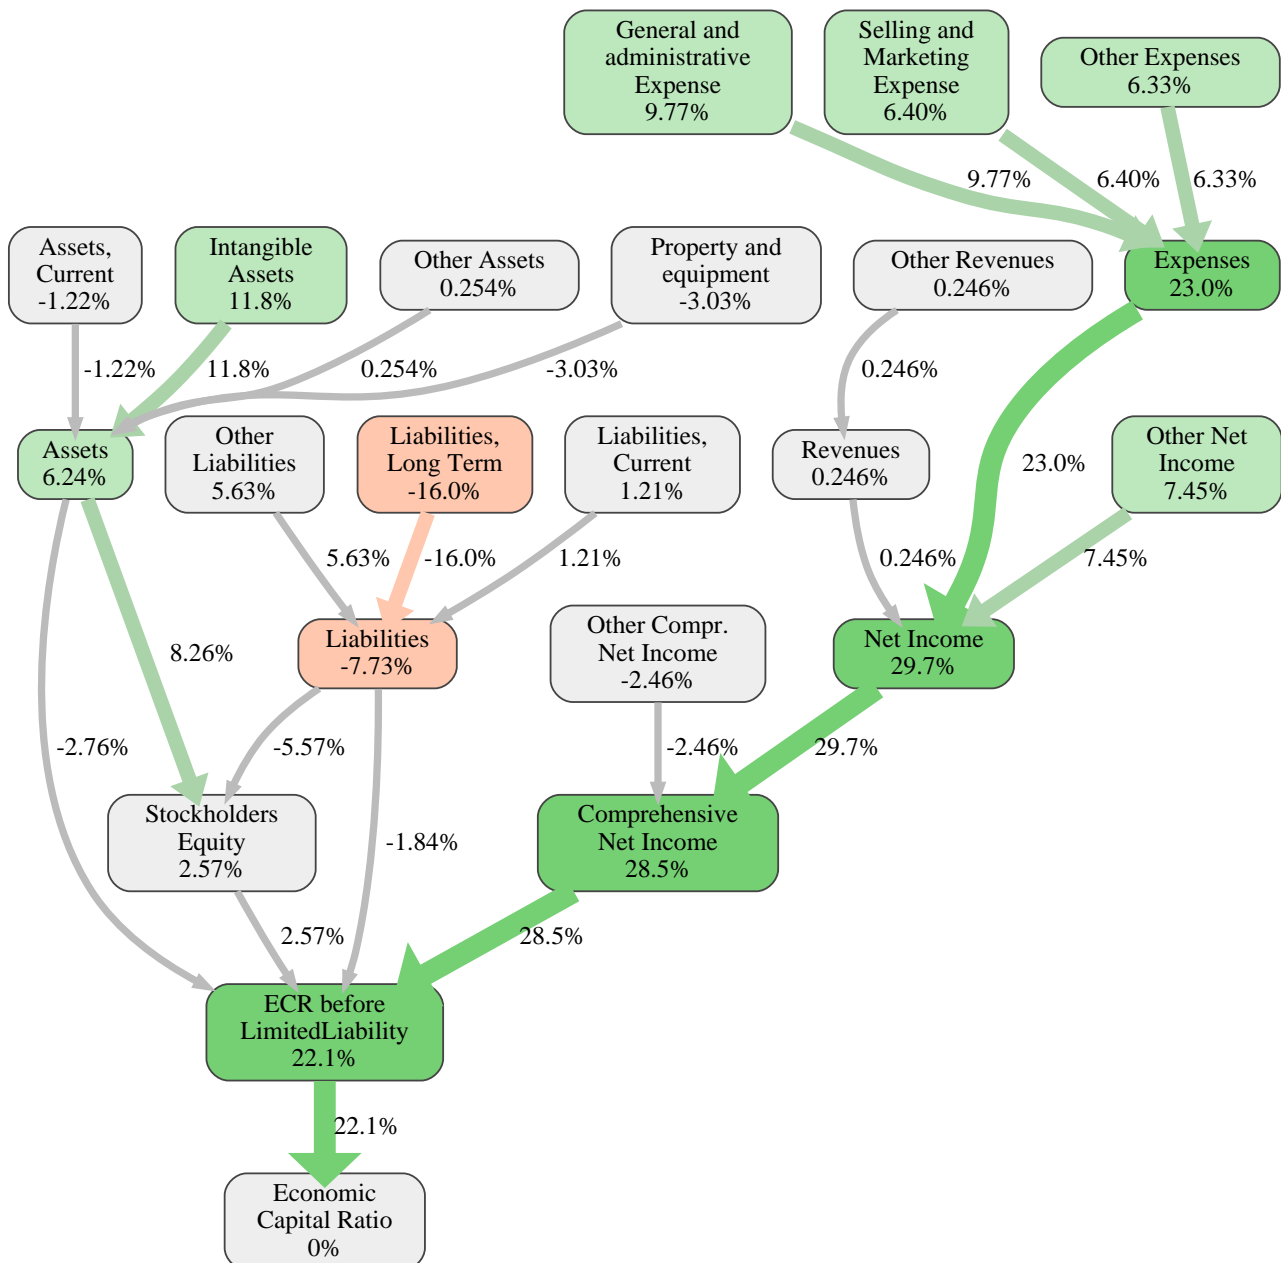 General and
administrative
Expense
9.77%
Selling and
Marketing
Expense
6.40%
Other Expenses
6.33%
9.77%
6.40%
6.33%
Assets,
Current
-1.22%
Intangible
Assets
11.8%
Other Assets
0.254%
Property and
equipment
-3.03%
Other Revenues
0.246%
Expenses
23.0%
-1.22%
11.8%
0.254%
-3.03%
0.246%
Assets
6.24%
Other
Liabilities
5.63%
Liabilities,
Long Term
-16.0%
Liabilities,
Current
1.21%
Revenues
0.246%
23.0%
Other Net
Income
7.45%
5.63%
-16.0%
1.21%
0.246%
7.45%
8.26%
Liabilities
-7.73%
Other Compr.
Net Income
-2.46%
Net Income
29.7%
-2.76%
-5.57%
-2.46%
29.7%
Stockholders
Equity
2.57%
-1.84%
Comprehensive
Net Income
28.5%
2.57%
28.5%
ECR before
LimitedLiability
22.1%
22.1%
Economic
Capital Ratio
0%